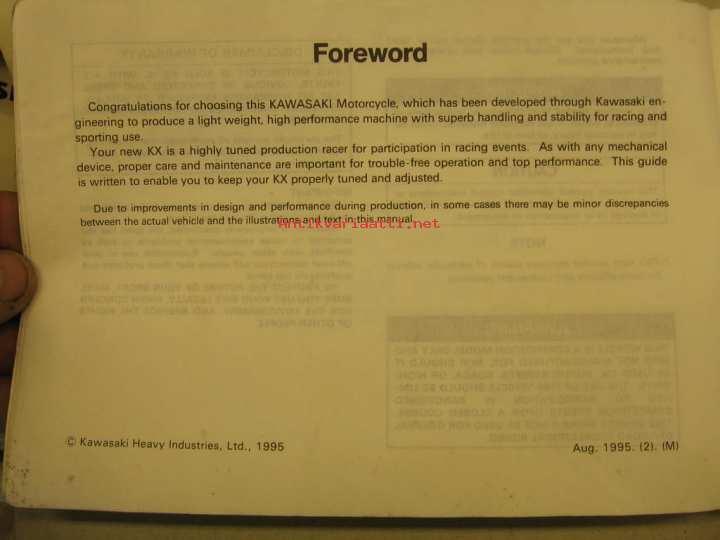 Foreword
Congratulations for choosing this KAWASAKI Motorcycle, which has been developed through Kawasaki en-
gineering to produce a light weight, high performance machine with superb handling and stability for racing and
sporting use.
Your new KX is a highly tuned production racer for participation in racing events. As with any mechanical
device, proper care and maintenance are important for trouble-free operation and top performance. This guide
is written to enable you to keep your KX properly tuned and adjusted.
Due to improvements in design and performance during production, in some cases there may be minor discrepancies
between the actual vehicle and the illustrations and text in this manual.
Antikvariaatti.net
© Kawasaki Heavy Industries, Ltd., 1995
Aug. 1995. (2). (M)